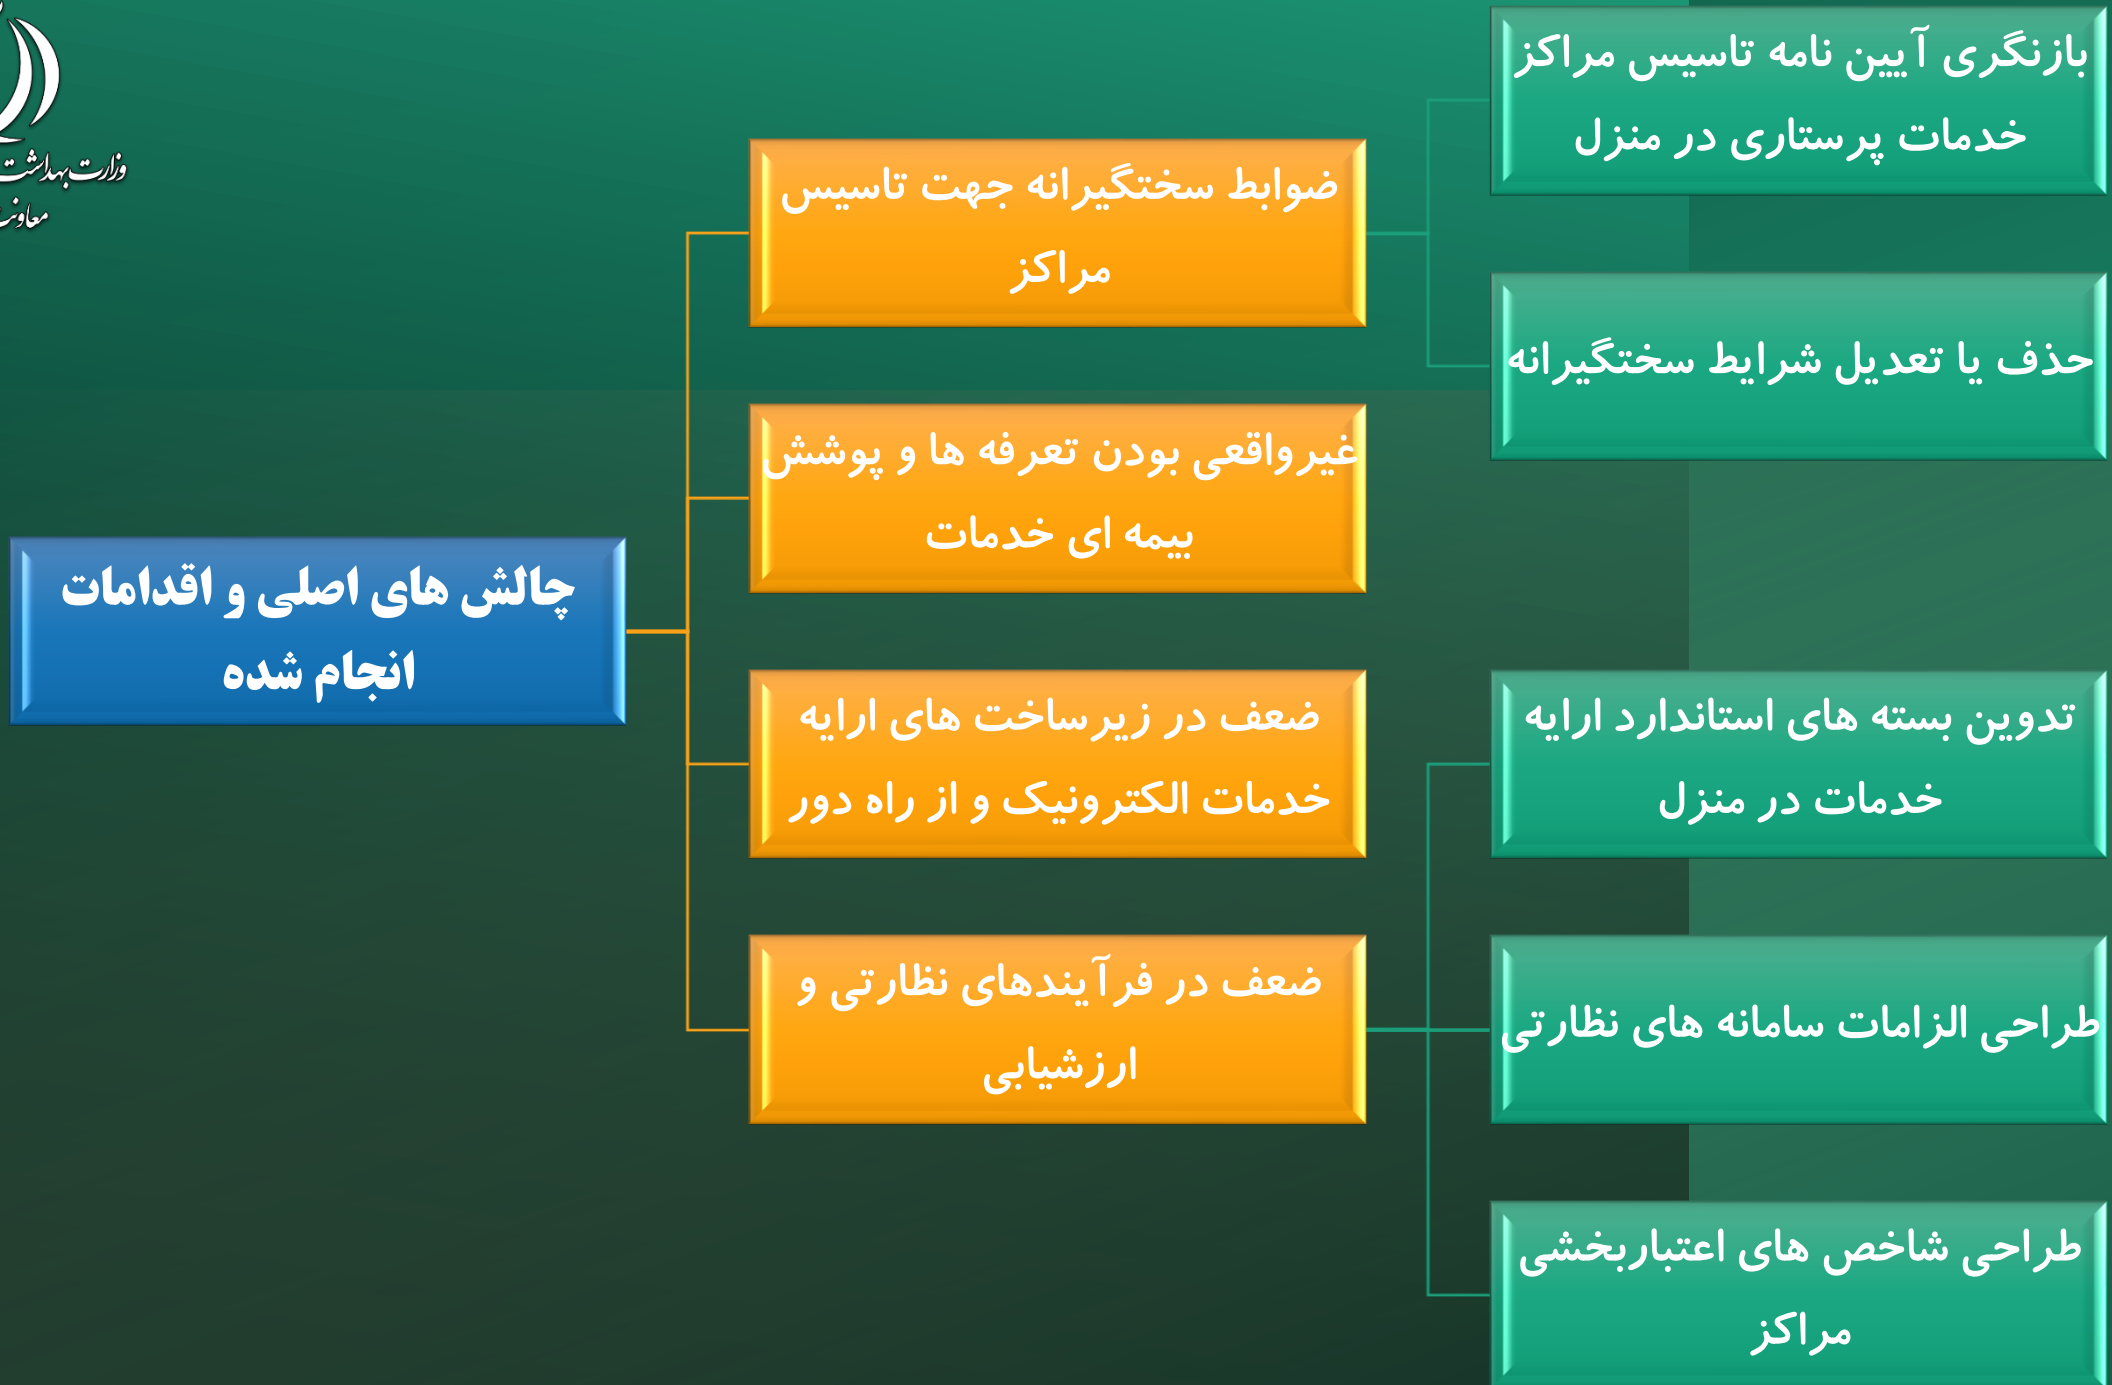 وزارت بهداشت
معاونت
چالش های اصلی و اقدامات
انجام شده
ضوابط سختگیرانه جهت تاسیس
مراکز
غیرواقعی بودن تعرفه ها و پوشش
بیمه ای خدمات
ضعف در زیرساخت های ارایه
خدمات الکترونیک و از راه دور
ضعف در فرآیندهای نظارتی و
ارزشیابی
بازنگری آیین نامه تاسیس مراکز
خدمات پرستاری در منزل
حذف یا تعدیل شرایط سختگیرانه
تدوین بسته های استاندارد ارایه
خدمات در منزل
طراحی الزامات سامانه های نظارتی
طراحی شاخص های اعتباربخشی
مراکز